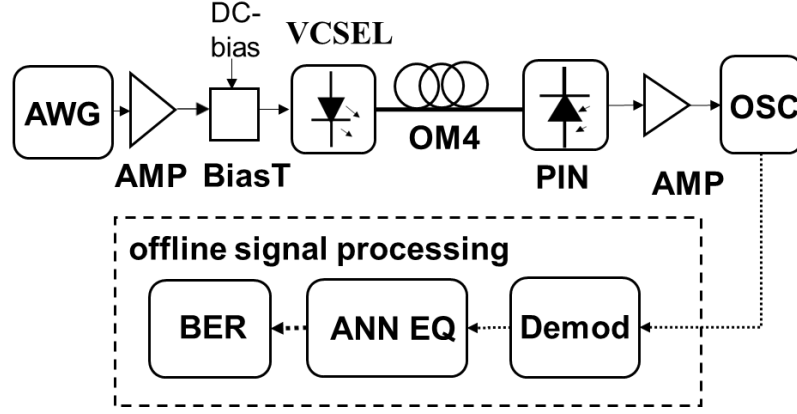 DC-
bias
VCSEL
AWG
OM4
OSC
AMP
BiasT
PIN
AMP
offline signal processing
BER
ANN EQ
Demod